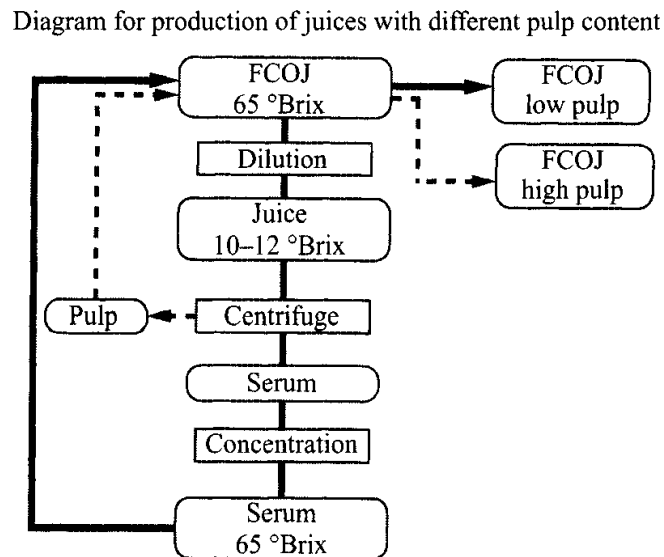 Diagram for production of juices with different pulp content
FCOJ
65 °Brix
FCOJ
low pulp
Dilution
FCOJ
high pulp
Juice
10–12 °Brix
Pulp
Centrifuge
Serum
Concentration
Serum
65 °Brix